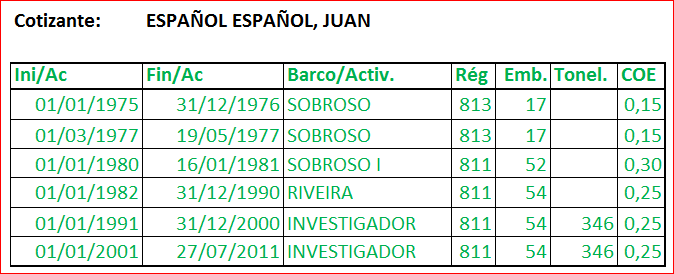 Cotizante: ESPAÑOL ESPAÑOL, JUAN
Ini/Ac Fin/Ac Barco/Activ. Rég Emb. Tonel. COE
01/01/1975 31/12/1976 SOBROSO 813 17 0,15
01/03/1977 19/05/1977 SOBROSO 813 17 0,15
01/01/1980 16/01/1981 SOBROSO I 811 52 0,30
01/01/1982 31/12/1990 RIVEIRA 811 54 0,25
01/01/1991 31/12/2000 INVESTIGADOR 811 54 346 0,25
01/01/2001 27/07/2011 INVESTIGADOR 811 54 346 0,25